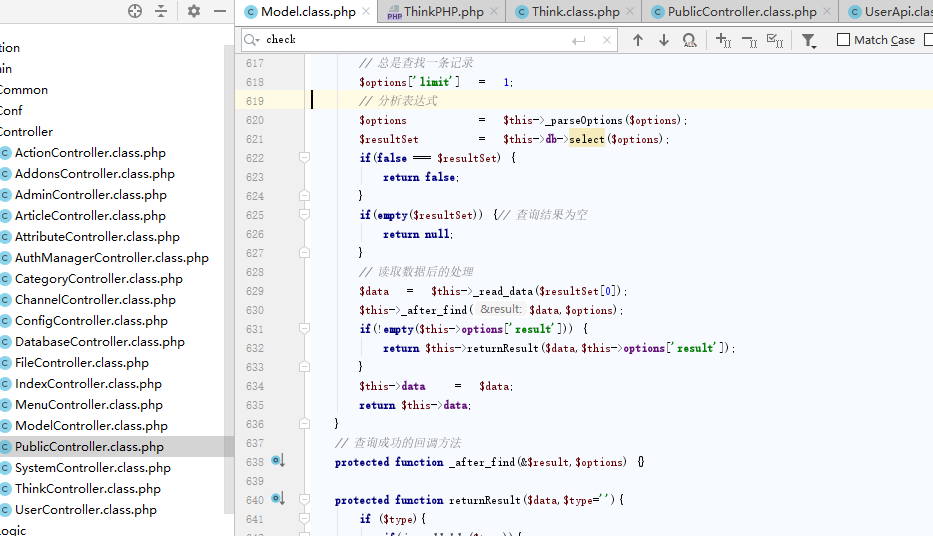 Model.class.php ThinkPHP.php Think.class.php PublicController.class.php UserApi.clas
check Match Case
tion
in
Common
Conf
Controller
ActionController.class.php
AddonsController.class.php
AdminController.class.php
ArticleController.class.php
AttributeController.class.php
AuthManagerController.class.php
CategoryController.class.php
ChannelController.class.php
ConfigController.class.php
DatabaseController.class.php
FileController.class.php
IndexController.class.php
MenuController.class.php
ModelController.class.php
PublicController.class.php
SystemController.class.php
ThinkController.class.php
UserController.class.php
Logic
617 // 总是查找一条记录
618 $options['limit'] = 1;
619 // 分析表达式
620 $options = $this->_parseOptions($options);
621 $resultSet = $this->db->select($options);
622 if(false === $resultSet) {
623 return false;
624 }
625 if(empty($resultSet)) {// 查询结果为空
626 return null;
627 }
628 // 读取数据后的处理
629 $data = $this->_read_data($resultSet[0]);
630 $this->_after_find( &result: $data,$options);
631 if(!empty($this->options['result'])) {
632 return $this->returnResult($data,$this->options['result']);
633 }
634 $this->data = $data;
635 return $this->data;
636 }
637 // 查询成功的回调方法
638 protected function _after_find(&$result,$options) {}
639
640 protected function returnResult($data,$type=''){
641 if ($type){